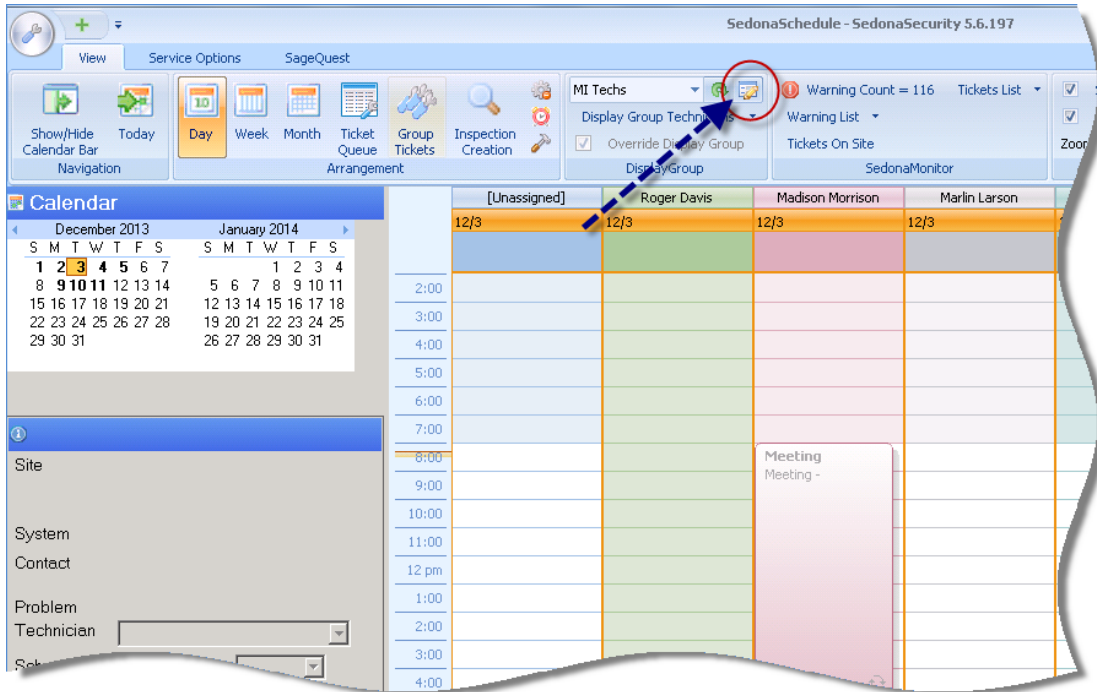 SedonaSchedule - SedonaSecurity 5.6.197
View Service Options SageQuest
MI Techs Warning Count = 116 Tickets List
10 Display Group Technicians Warning List
Show/Hide Calendar Bar Today Day Week Month Ticket Queue Group Tickets Inspection Creation Override Display Group Tickets On Site
Navigation Arrangement DisplayGroup SedonaMonitor
Calendar [Unassigned] Roger Davis Madison Morrison Marlin Larson
12/3 12/3 12/3 12/3
December 2013 January 2014
S M T W T F S S M T W T F S
1 2 3 4 5 6 7 1 2 3 4
8 9 10 11 12 13 14 5 6 7 8 9 10 11
15 16 17 18 19 20 21 12 13 14 15 16 17 18
22 23 24 25 26 27 28 19 20 21 22 23 24 25
29 30 31 26 27 28 29 30 31
2:00
3:00
4:00
5:00
6:00
7:00
8:00
Meeting
Meeting -
Site
9:00
10:00
System
11:00
Contact
12 pm
1:00
Problem
Technician
2:00
3:00
4:00